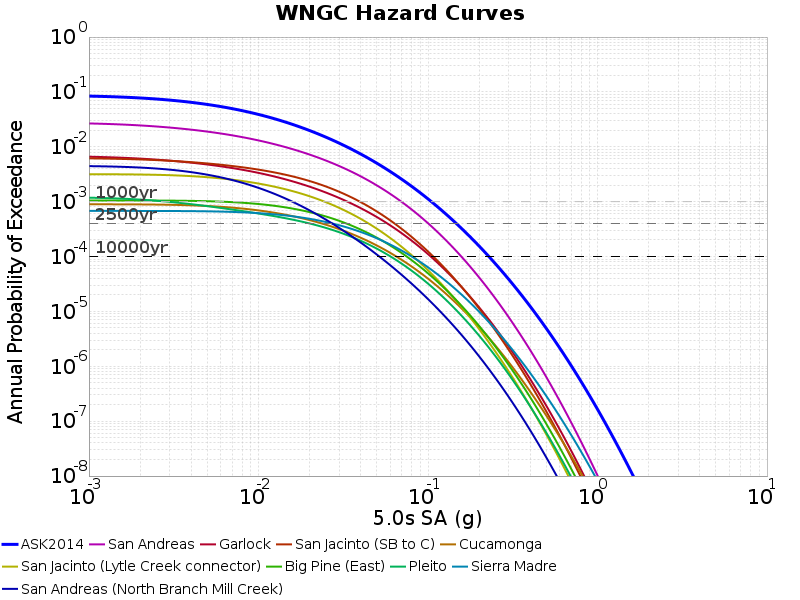 WNGC Hazard Curves
Annual Probability of Exceedance
10^0
10^-1
10^-2
10^-3
10^-4
10^-5
10^-6
10^-7
10^-8
1000yr
2500yr
10000yr
10^-3 10^-2 10^-1 10^0 10^1
5.0s SA (g)
ASK2014 San Andreas Garlock San Jacinto (SB to C) Cucamonga
San Jacinto (Lytle Creek connector) Big Pine (East) Pleito Sierra Madre
San Andreas (North Branch Mill Creek)